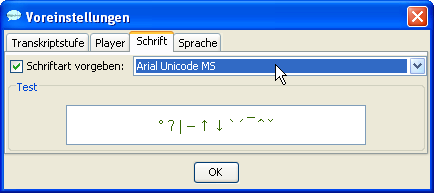 Voreinstellungen
Transkriptstufe Player Schrift Sprache
Schriftart vorgeben: Arial Unicode MS
Test
° ? | – ↑ ↓ ` ´ ¯ ^ ˇ
OK